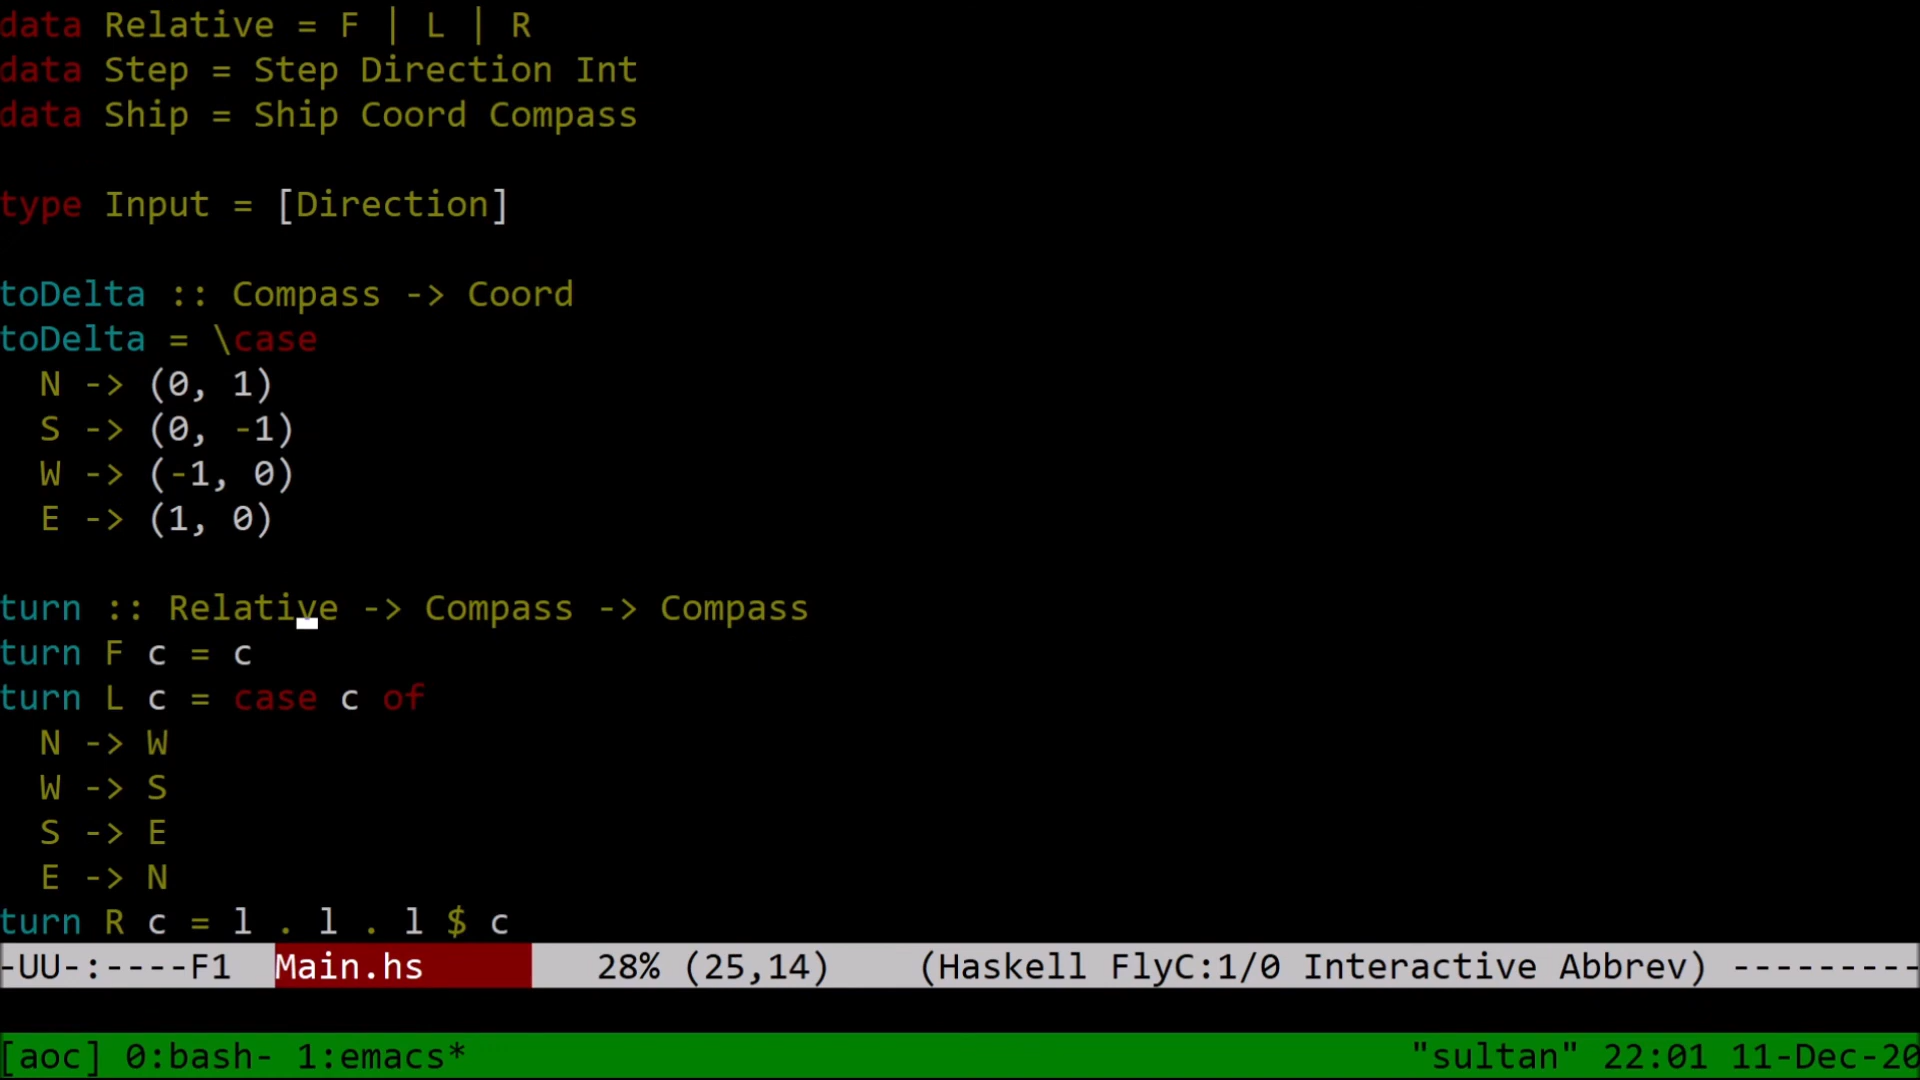 data Relative = F | L | R
data Step = Step Direction Int
data Ship = Ship Coord Compass
type Input = [Direction]
toDelta :: Compass -> Coord
toDelta = \case
  N -> (0, 1)
  S -> (0, -1)
  W -> (-1, 0)
  E -> (1, 0)
turn :: Relative -> Compass -> Compass
turn F c = c
turn L c = case c of
  N -> W
  W -> S
  S -> E
  E -> N
turn R c = l . l . l $ c
-UU-:----F1  Main.hs        28% (25,14)    (Haskell FlyC:1/0 Interactive Abbrev) ---------
[aoc] 0:bash- 1:emacs* "sultan" 22:01 11-Dec-20